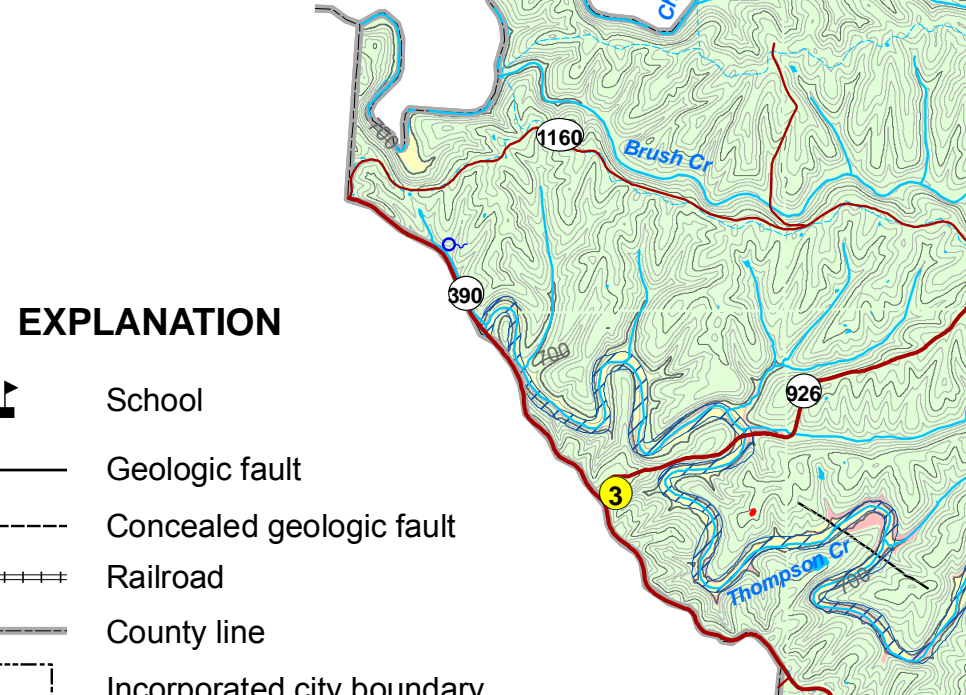 700
1160
Brush Cr
390
EXPLANATION
700
School
926
Geologic fault
3
Concealed geologic fault
Thompson Cr
700
Railroad
County line
Incorporated city boundary